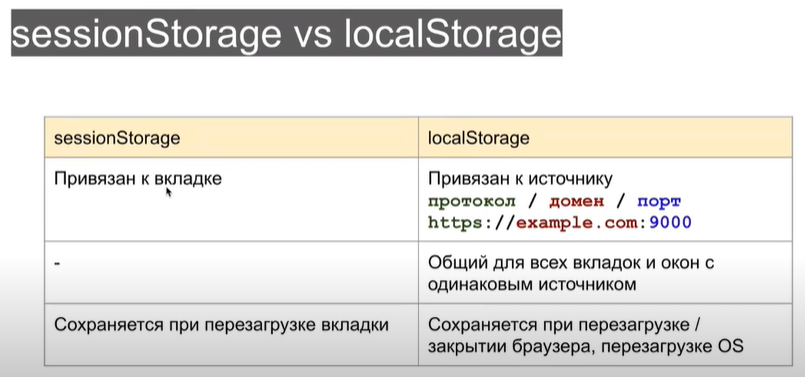 sessionStorage vs localStorage
sessionStorage
localStorage
Привязан к вкладке
Привязан к источнику
протокол / домен / порт
https://example.com:9000
-
Общий для всех вкладок и окон с
одинаковым источником
Сохраняется при перезагрузке вкладки
Сохраняется при перезагрузке /
закрытии браузера, перезагрузке OS